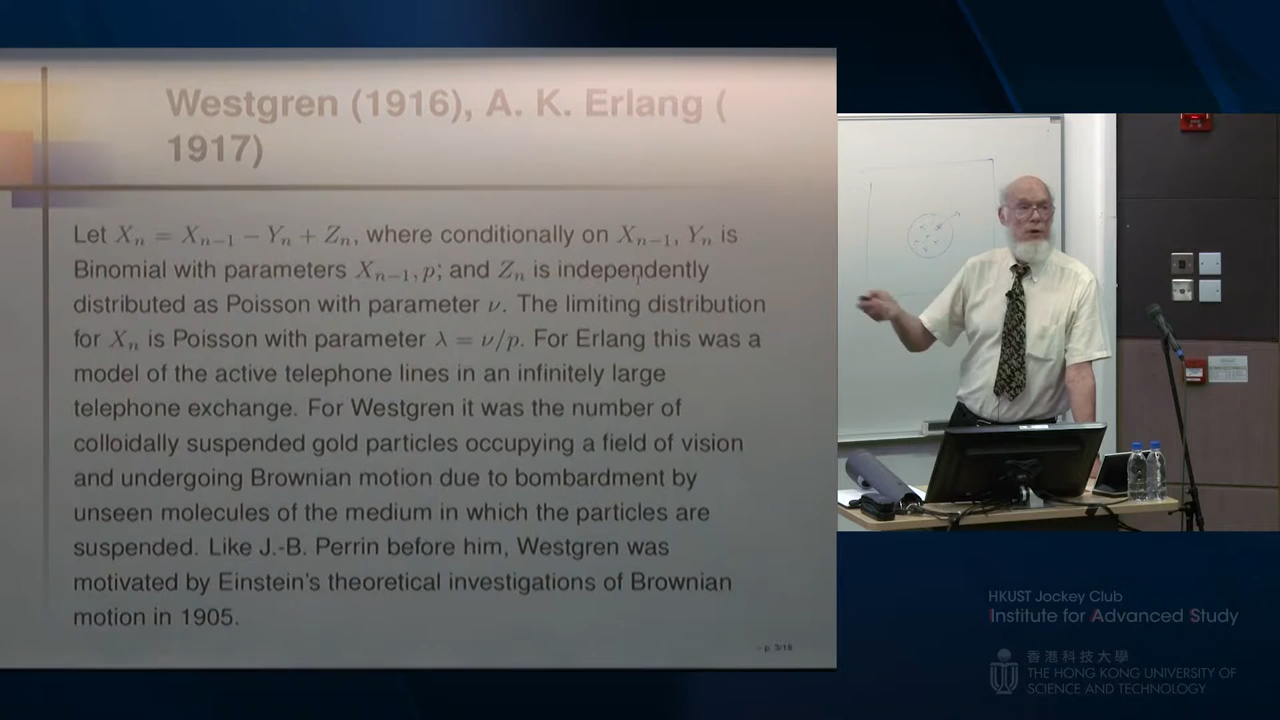 Westgren (1916), A. K. Erlang (
1917)
Let Xₙ = Xₙ₋₁ − Yₙ + Zₙ, where conditionally on Xₙ₋₁, Yₙ is
Binomial with parameters Xₙ₋₁, p; and Zₙ is independently
distributed as Poisson with parameter ν. The limiting distribution
for Xₙ is Poisson with parameter λ = ν/p. For Erlang this was a
model of the active telephone lines in an infinitely large
telephone exchange. For Westgren it was the number of
colloidally suspended gold particles occupying a field of vision
and undergoing Brownian motion due to bombardment by
unseen molecules of the medium in which the particles are
suspended. Like J.-B. Perrin before him, Westgren was
motivated by Einstein's theoretical investigations of Brownian
motion in 1905.
– p. 3/18
HKUST Jockey Club
Institute for Advanced Study
香港科技大學
THE HONG KONG UNIVERSITY OF
SCIENCE AND TECHNOLOGY